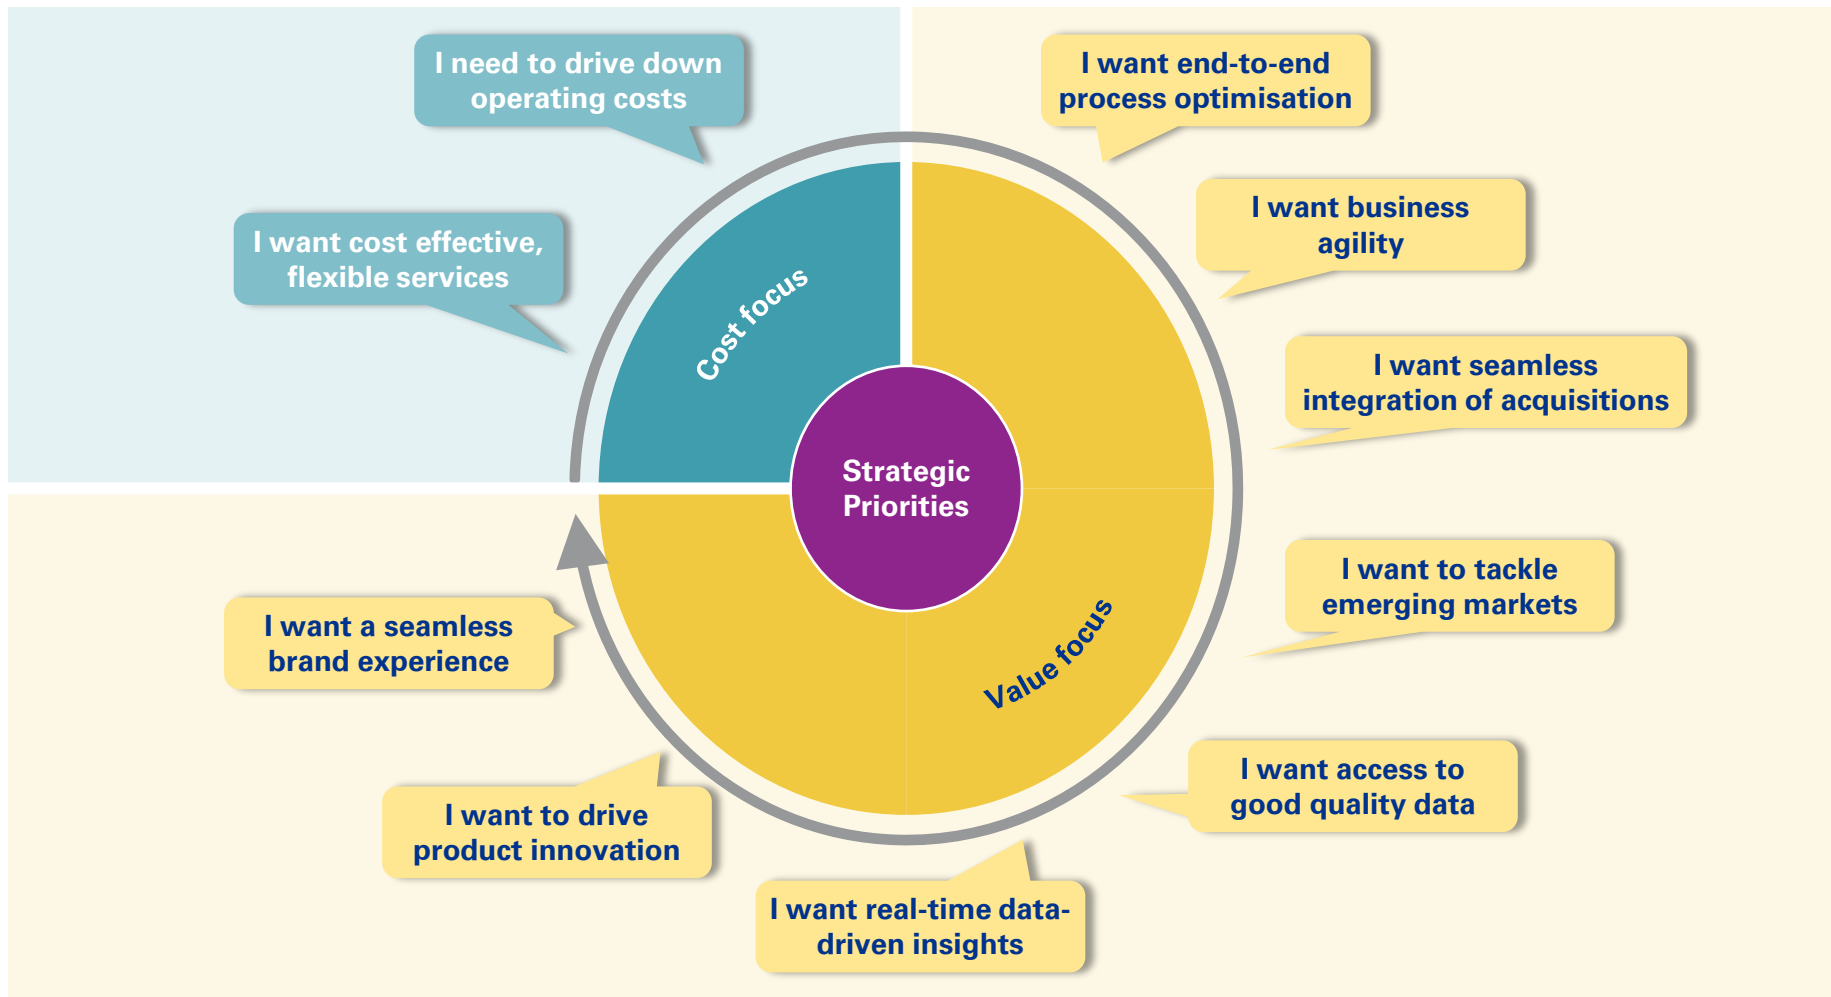 I need to drive down
operating costs
I want cost effective,
flexible services
Cost focus
I want end-to-end
process optimisation
I want business
agility
I want seamless
integration of acquisitions
Strategic
Priorities
I want to tackle
emerging markets
Value focus
I want access to
good quality data
I want real-time data-
driven insights
I want to drive
product innovation
I want a seamless
brand experience